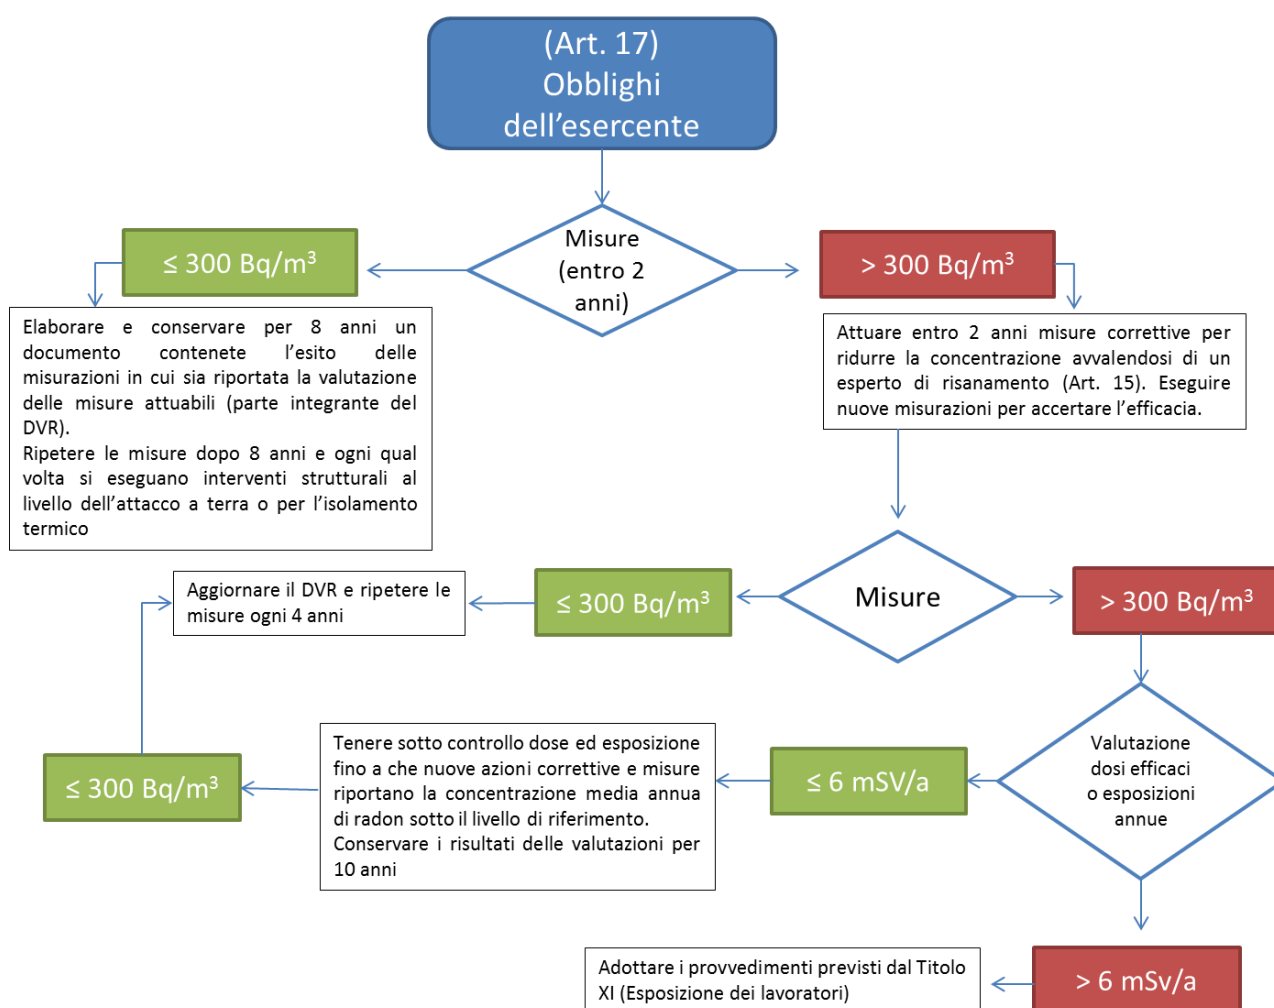 (Art. 17)
Obblighi
dell’esercente
Misure
(entro 2
anni)
≤ 300 Bq/m³
> 300 Bq/m³
Elaborare e conservare per 8 anni un
documento contenete l’esito delle
misurazioni in cui sia riportata la valutazione
delle misure attuabili (parte integrante del
DVR).
Ripetere le misure dopo 8 anni e ogni qual
volta si eseguano interventi strutturali al
livello dell’attacco a terra o per l’isolamento
termico
Attuare entro 2 anni misure correttive per
ridurre la concentrazione avvalendosi di un
esperto di risanamento (Art. 15). Eseguire
nuove misurazioni per accertare l’efficacia.
Misure
≤ 300 Bq/m³
> 300 Bq/m³
Aggiornare il DVR e ripetere le
misure ogni 4 anni
Valutazione
dosi efficaci
o esposizioni
annue
≤ 6 mSV/a
Tenere sotto controllo dose ed esposizione
fino a che nuove azioni correttive e misure
riportano la concentrazione media annua
di radon sotto il livello di riferimento.
Conservare i risultati delle valutazioni per
10 anni
≤ 300 Bq/m³
> 6 mSv/a
Adottare i provvedimenti previsti dal Titolo
XI (Esposizione dei lavoratori)